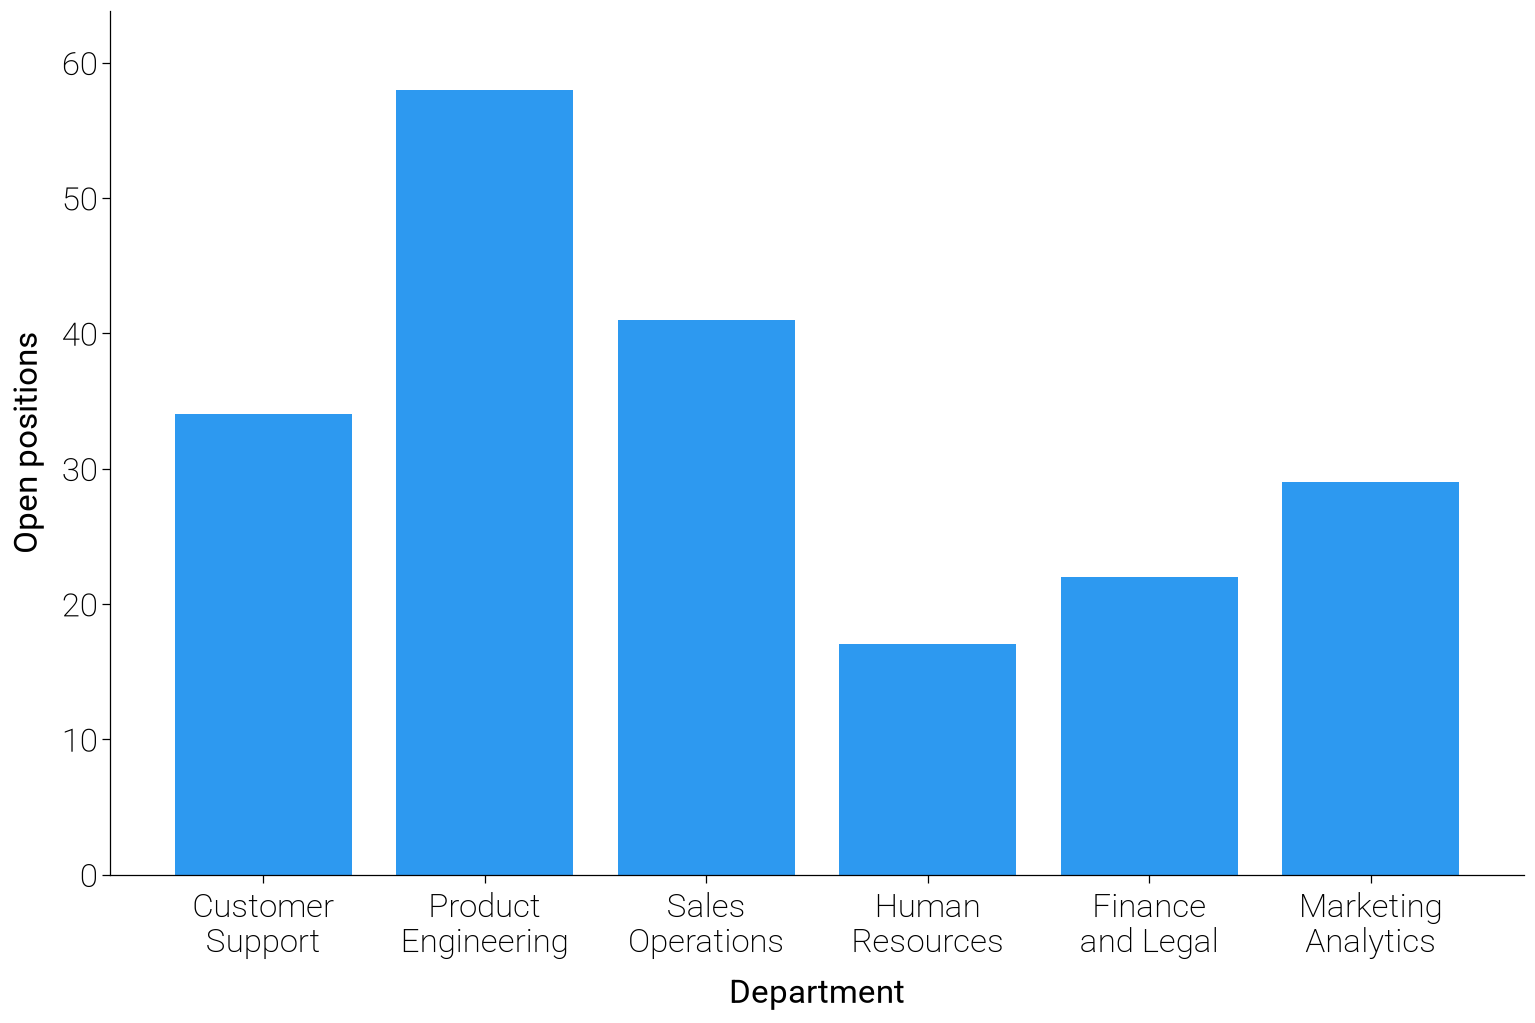 Open positions
60
50
40
30
20
10
0
Customer
Support
Product
Engineering
Sales
Operations
Human
Resources
Finance
and Legal
Marketing
Analytics
Department